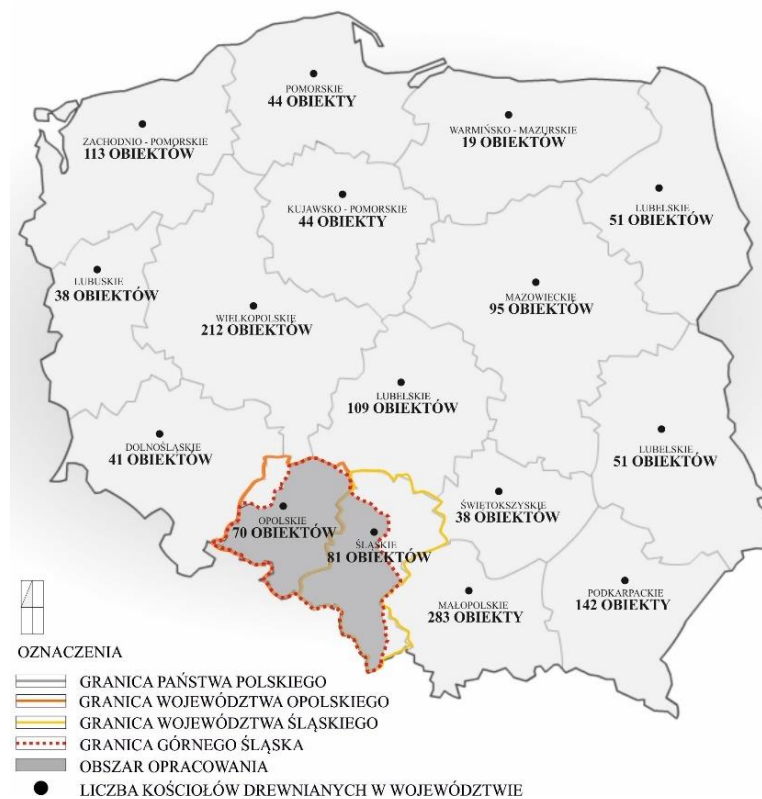 POMORSKIE
44 OBIEKTY
WARMIŃSKO - MAZURSKIE
19 OBIEKTÓW
ZACHODNIO - POMORSKIE
113 OBIEKTÓW
LUBELSKIE
51 OBIEKTÓW
KUJAWSKO - POMORSKIE
44 OBIEKTY
LUBUSKIE
38 OBIEKTÓW
MAZOWIECKIE
95 OBIEKTÓW
WIELKOPOLSKIE
212 OBIEKTÓW
LUBELSKIE
109 OBIEKTÓW
DOLNOŚLĄSKIE
41 OBIEKTÓW
LUBELSKIE
51 OBIEKTÓW
ŚWIETOKSZYSKIE
38 OBIEKTÓW
OPOLSKIE
70 OBIEKTÓW
ŚLĄSKIE
81 OBIEKTÓW
MAŁOPOLSKIE
283 OBIEKTY
PODKARPACKIE
142 OBIEKTY
OZNACZENIA
GRANICA PAŃSTWA POLSKIEGO
GRANICA WOJEWÓDZTWA OPOLSKIEGO
GRANICA WOJEWÓDZTWA ŚLĄSKIEGO
GRANICA GÓRNEGO ŚLĄSKA
OBSZAR OPRACOWANIA
LICZBA KOŚCIOŁÓW DREWNIANYCH W WOJEWÓDZTWIE